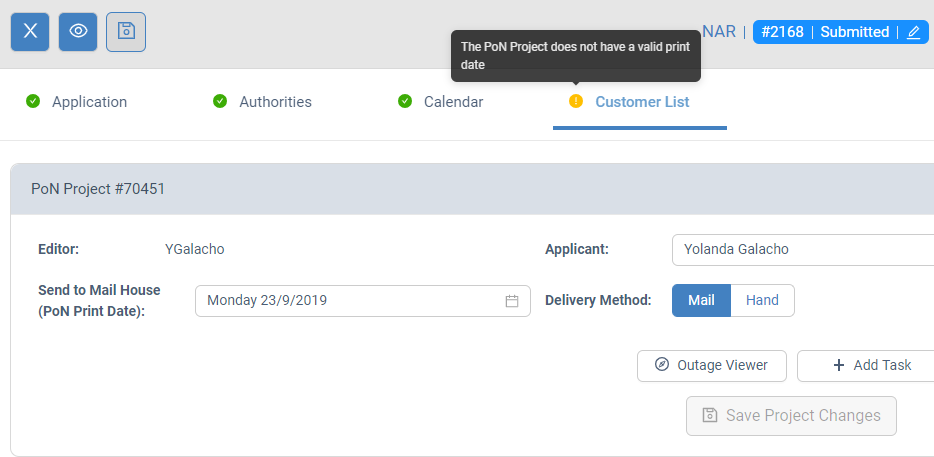 NAR | #2168 | Submitted |
The PoN Project does not have a valid print
date
Application Authorities Calendar Customer List
PoN Project #70451
Editor: YGalacho Applicant: Yolanda Galacho
Send to Mail House
(PoN Print Date): Monday 23/9/2019 Delivery Method: Mail Hand
Outage Viewer + Add Task
Save Project Changes